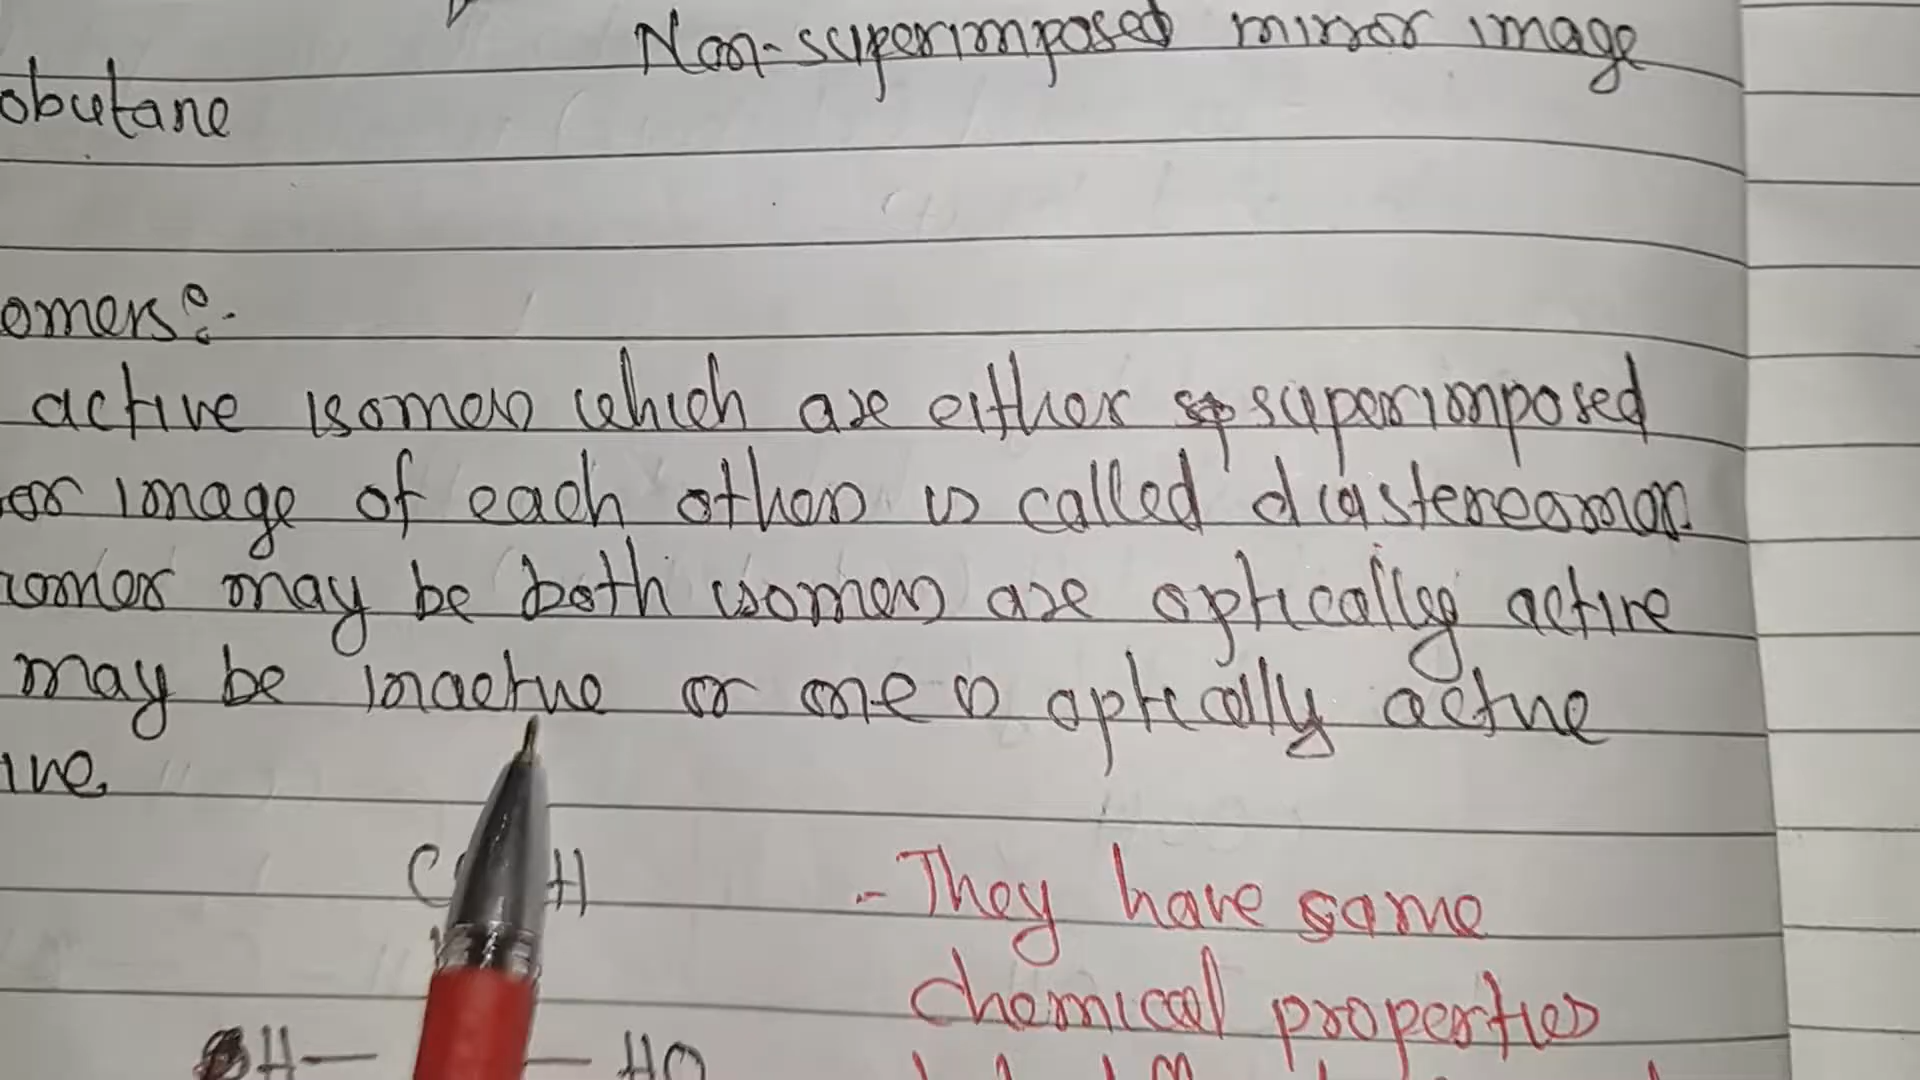 Non-superimposed mirror image
obutane
omers:-
active isomers which are either superimposed
or image of each other is called diastereomer
may be both isomers are optically active
may be inactive or one is optically active
ive.
- They have same
chemical properties
H— —HO